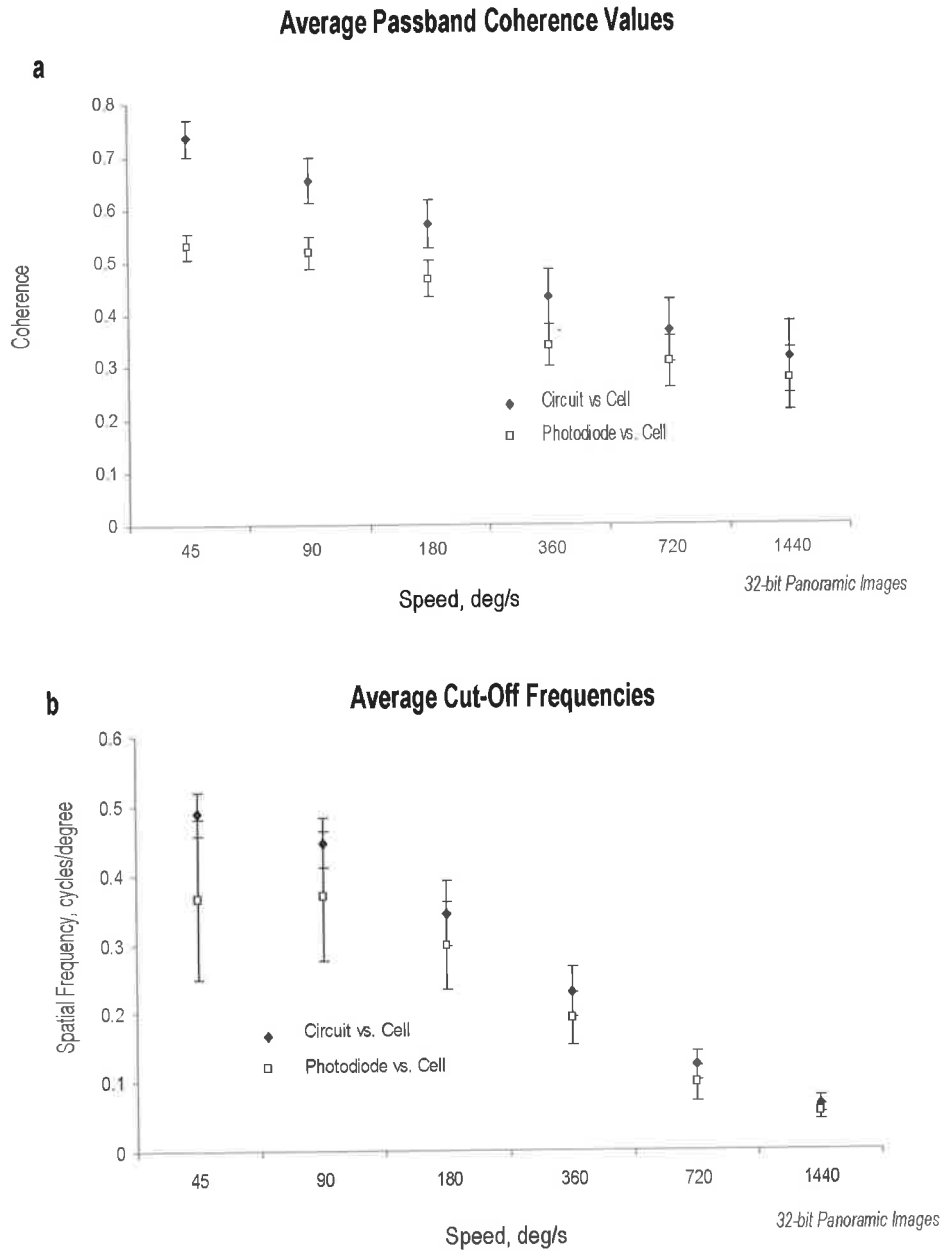 Average Passband Coherence Values
a
0.8
0.7
0.6
0.5
0.4
0.3
0.2
0.1
0
Coherence
Circuit vs Cell
Photodiode vs. Cell
45 90 180 360 720 1440
Speed, deg/s
32-bit Panoramic Images
b
Average Cut-Off Frequencies
0.6
0.5
0.4
0.3
0.2
0.1
0
Spatial Frequency, cycles/degree
Circuit vs. Cell
Photodiode vs. Cell
45 90 180 360 720 1440
Speed, deg/s
32-bit Panoramic Images